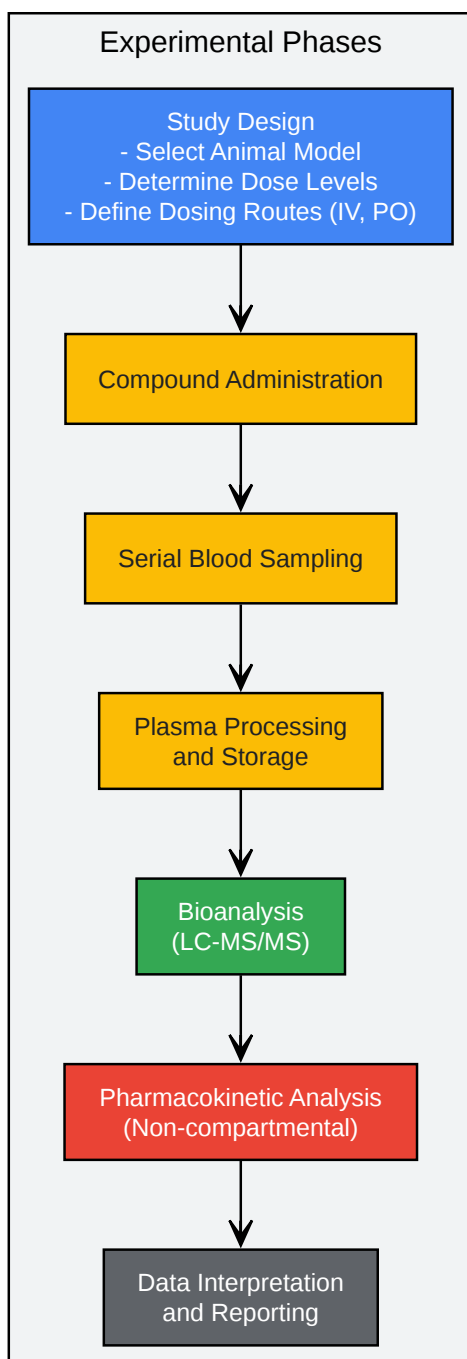 Experimental Phases
Study Design
- Select Animal Model
- Determine Dose Levels
- Define Dosing Routes (IV, PO)
Compound Administration
Serial Blood Sampling
Plasma Processing
and Storage
Bioanalysis
(LC-MS/MS)
Pharmacokinetic Analysis
(Non-compartmental)
Data Interpretation
and Reporting